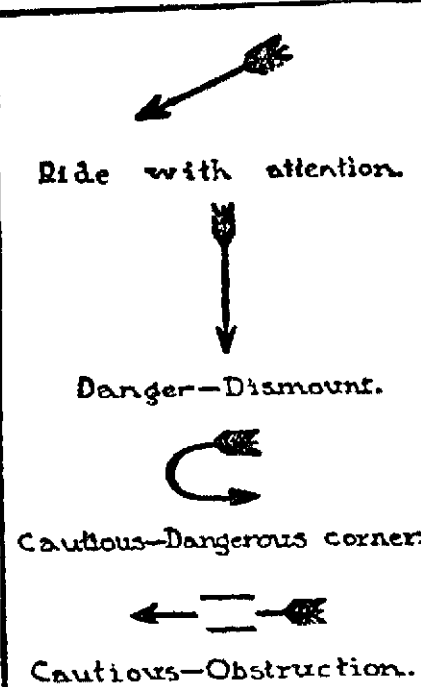 Ride with attention.
Danger—Dismount.
Cautious—Dangerous corner.
Cautious—Obstruction.